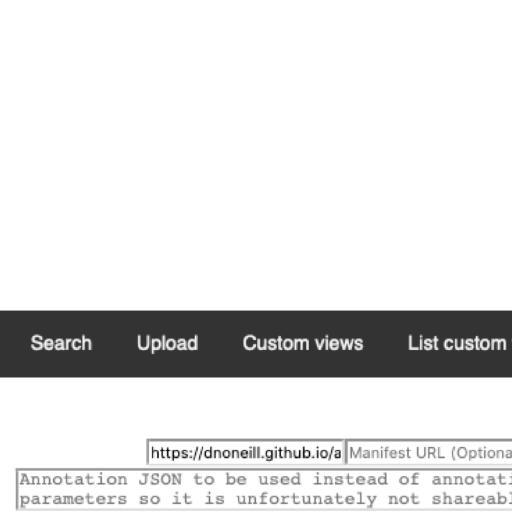 Search Upload Custom views List custom
https://dnoneill.github.io/a Manifest URL (Optiona
Annotation JSON to be used instead of annotati
parameters so it is unfortunately not shareabl